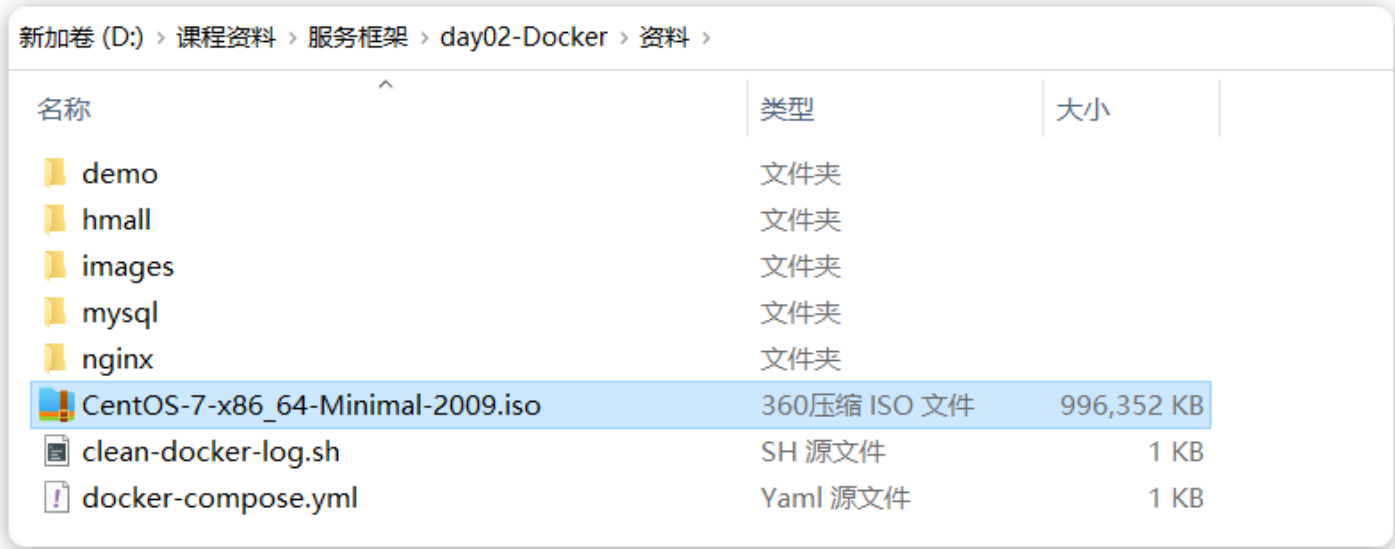 新加卷 (D:) › 课程资料 › 服务框架 › day02-Docker › 资料 ›
名称 类型 大小
demo 文件夹
hmall 文件夹
images 文件夹
mysql 文件夹
nginx 文件夹
CentOS-7-x86_64-Minimal-2009.iso 360压缩 ISO 文件 996,352 KB
clean-docker-log.sh SH 源文件 1 KB
docker-compose.yml Yaml 源文件 1 KB